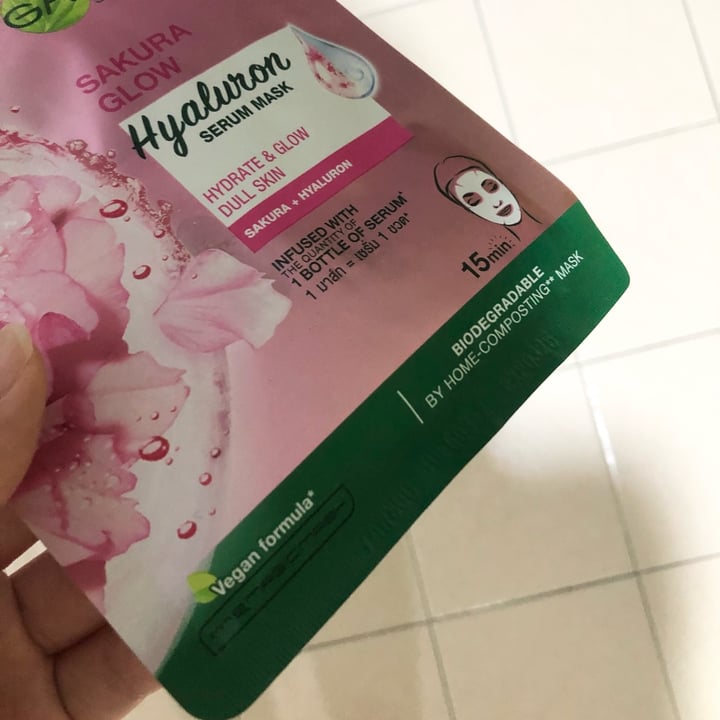 SAKURA
GLOW
Hyaluron
SERUM MASK
HYDRATE & GLOW
DULL SKIN
SAKURA + HYALURON
INFUSED WITH
THE QUANTITY OF
1 BOTTLE OF SERUM*
1 มาส์ก = เซรั่ม 1 ขวด*
15 min.
BIODEGRADABLE
BY HOME-COMPOSTING** MASK
Vegan formula*